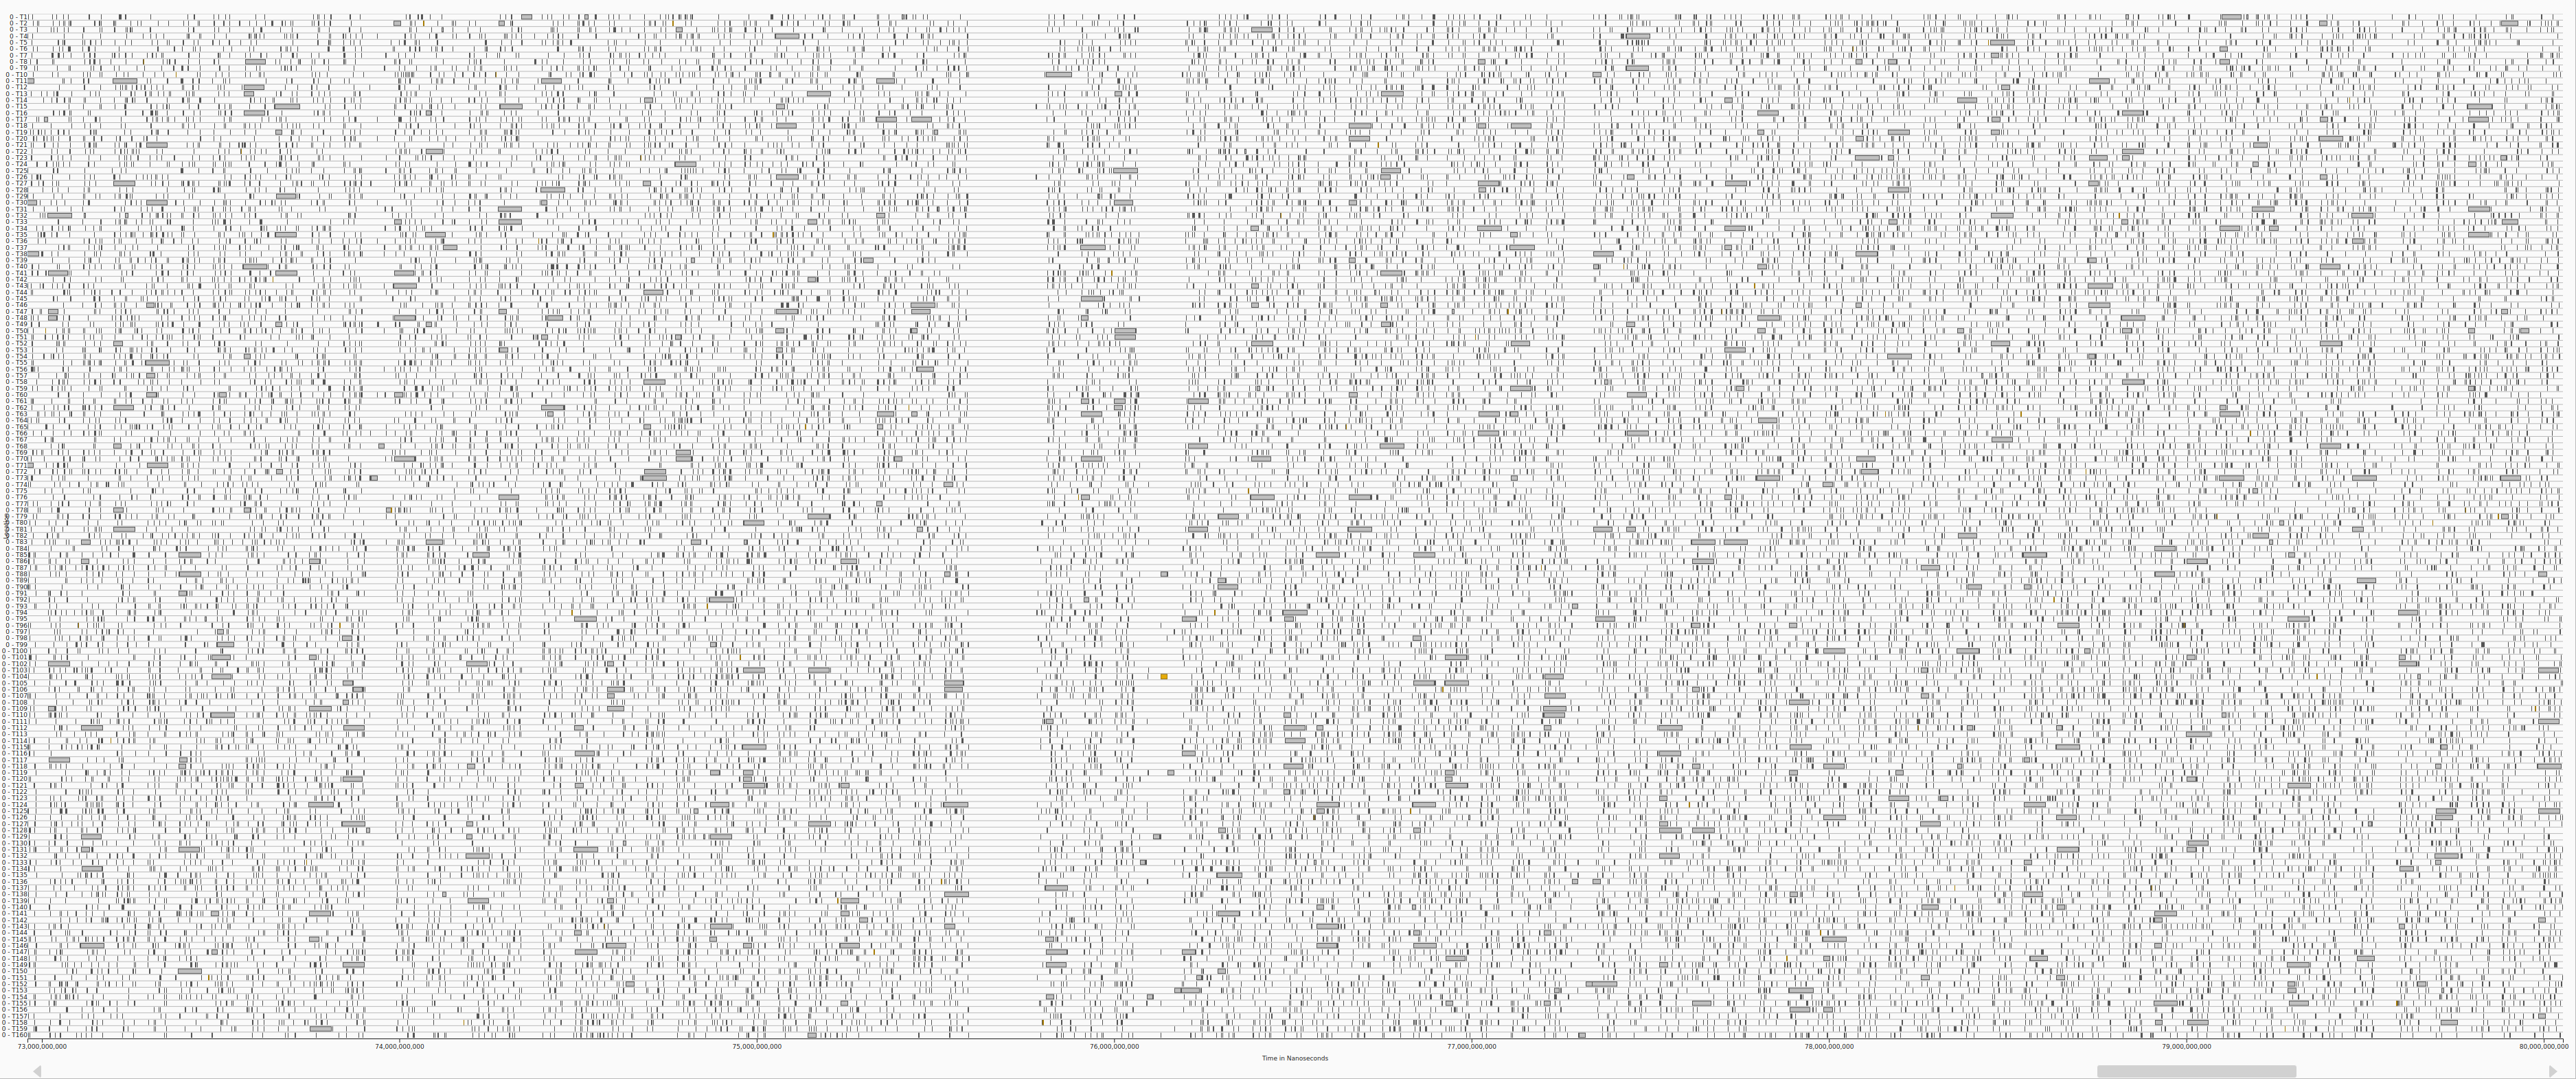 0 - T1
0 - T2
0 - T3
0 - T4
0 - T5
0 - T6
0 - T7
0 - T8
0 - T9
0 - T10
0 - T11
0 - T12
0 - T13
0 - T14
0 - T15
0 - T16
0 - T17
0 - T18
0 - T19
0 - T20
0 - T21
0 - T22
0 - T23
0 - T24
0 - T25
0 - T26
0 - T27
0 - T28
0 - T29
0 - T30
0 - T31
0 - T32
0 - T33
0 - T34
0 - T35
0 - T36
0 - T37
0 - T38
0 - T39
0 - T40
0 - T41
0 - T42
0 - T43
0 - T44
0 - T45
0 - T46
0 - T47
0 - T48
0 - T49
0 - T50
0 - T51
0 - T52
0 - T53
0 - T54
0 - T55
0 - T56
0 - T57
0 - T58
0 - T59
0 - T60
0 - T61
0 - T62
0 - T63
0 - T64
0 - T65
0 - T66
0 - T67
0 - T68
0 - T69
0 - T70
0 - T71
0 - T72
0 - T73
0 - T74
0 - T75
0 - T76
0 - T77
0 - T78
0 - T79
0 - T80
0 - T81
0 - T82
0 - T83
0 - T84
0 - T85
0 - T86
0 - T87
0 - T88
0 - T89
0 - T90
0 - T91
0 - T92
0 - T93
0 - T94
0 - T95
0 - T96
0 - T97
0 - T98
0 - T99
0 - T100
0 - T101
0 - T102
0 - T103
0 - T104
0 - T105
0 - T106
0 - T107
0 - T108
0 - T109
0 - T110
0 - T111
0 - T112
0 - T113
0 - T114
0 - T115
0 - T116
0 - T117
0 - T118
0 - T119
0 - T120
0 - T121
0 - T122
0 - T123
0 - T124
0 - T125
0 - T126
0 - T127
0 - T128
0 - T129
0 - T130
0 - T131
0 - T132
0 - T133
0 - T134
0 - T135
0 - T136
0 - T137
0 - T138
0 - T139
0 - T140
0 - T141
0 - T142
0 - T143
0 - T144
0 - T145
0 - T146
0 - T147
0 - T148
0 - T149
0 - T150
0 - T151
0 - T152
0 - T153
0 - T154
0 - T155
0 - T156
0 - T157
0 - T158
0 - T159
0 - T160
73,000,000,000 74,000,000,000 75,000,000,000 76,000,000,000 77,000,000,000 78,000,000,000 79,000,000,000 80,000,000,000
Time in Nanoseconds